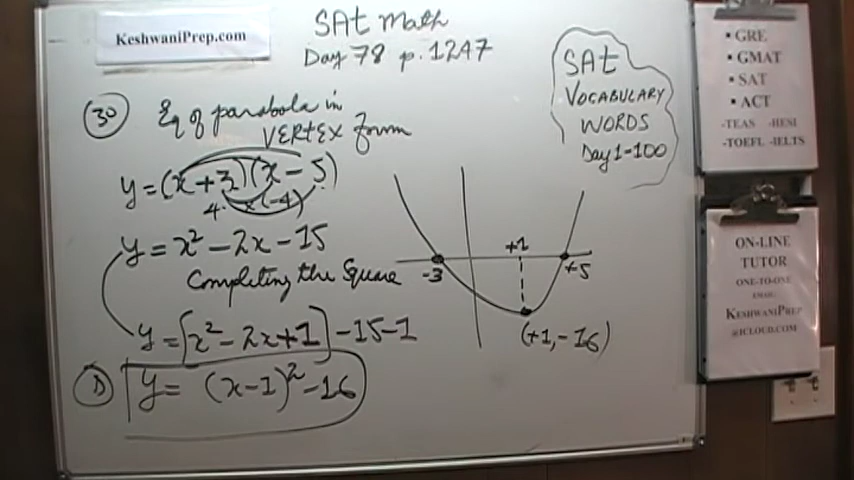 KeshwaniPrep.com
SAt Math
Day 78 p. 1247
SAt
VOCABULARY
WORDS
Day 1-100
30
Eq of parabola in
VERtEX form
y = (x + 3)(x - 5)
4 · x (-4)
y = x² - 2x - 15
Completing the Square
y = [x² - 2x + 1] - 15 - 1
D y = (x - 1)² - 16
-3
+1
+5
(+1, -16)
• GRE
• GMAT
• SAT
• ACT
-TEAS -HESI
-TOEFL -IELTS
ON-LINE
TUTOR
ONE-TO-ONE
EMAIL:
KESHWANIPREP
@ICLOUD.COM